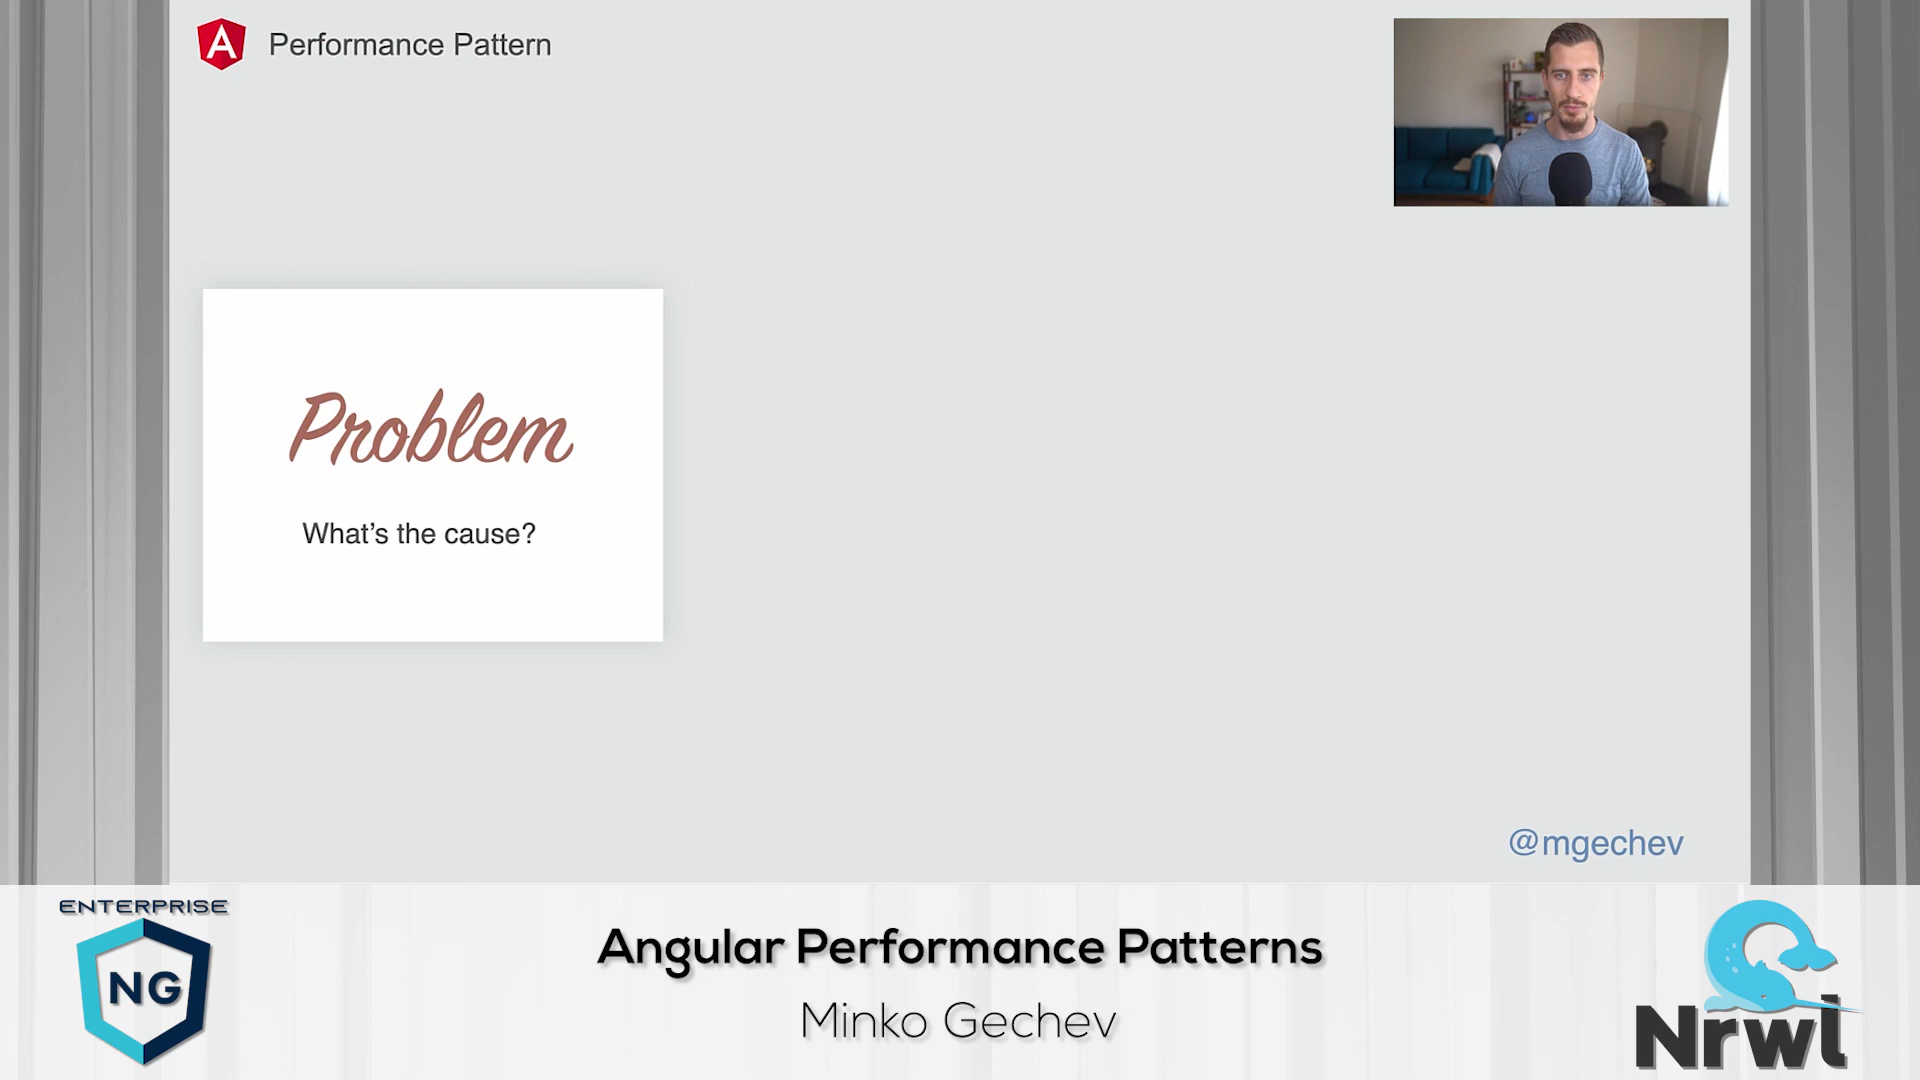 Performance Pattern
Problem
What's the cause?
@mgechev
ENTERPRISE
NG
Angular Performance Patterns
Minko Gechev
Nrwl